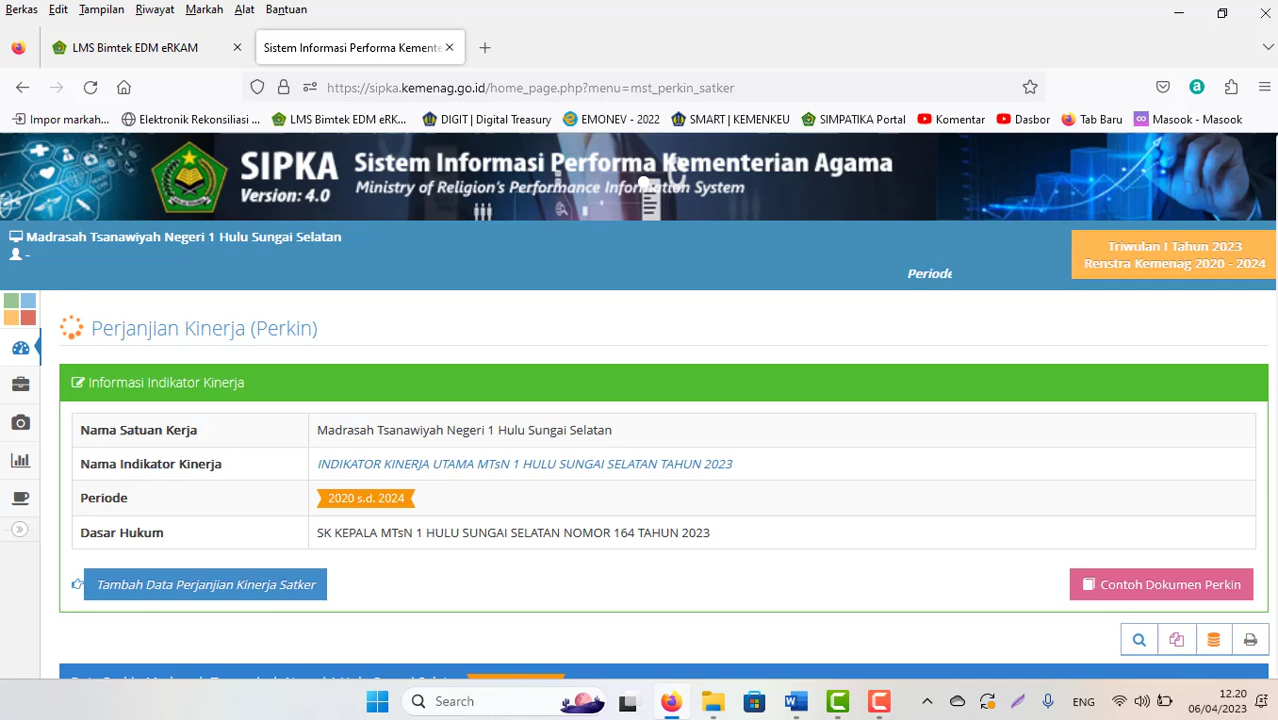 Berkas Edit Tampilan Riwayat Markah Alat Bantuan
LMS Bimtek EDM eRKAM
Sistem Informasi Performa Kemente
https://sipka.kemenag.go.id/home_page.php?menu=mst_perkin_satker
Impor markah... Elektronik Rekonsiliasi ... LMS Bimtek EDM eRK... DIGIT | Digital Treasury EMONEV - 2022 SMART | KEMENKEU SIMPATIKA Portal Komentar Dasbor Tab Baru Masook - Masook
SIPKA
Version: 4.0
Sistem Informasi Performa Kementerian Agama
Ministry of Religion's Performance Information System
Madrasah Tsanawiyah Negeri 1 Hulu Sungai Selatan
-
Periode
Triwulan I Tahun 2023
Renstra Kemenag 2020 - 2024
Perjanjian Kinerja (Perkin)
Informasi Indikator Kinerja
Nama Satuan Kerja Madrasah Tsanawiyah Negeri 1 Hulu Sungai Selatan
Nama Indikator Kinerja INDIKATOR KINERJA UTAMA MTsN 1 HULU SUNGAI SELATAN TAHUN 2023
Periode 2020 s.d. 2024
Dasar Hukum SK KEPALA MTsN 1 HULU SUNGAI SELATAN NOMOR 164 TAHUN 2023
Tambah Data Perjanjian Kinerja Satker
Contoh Dokumen Perkin
Search
ENG
12.20
06/04/2023